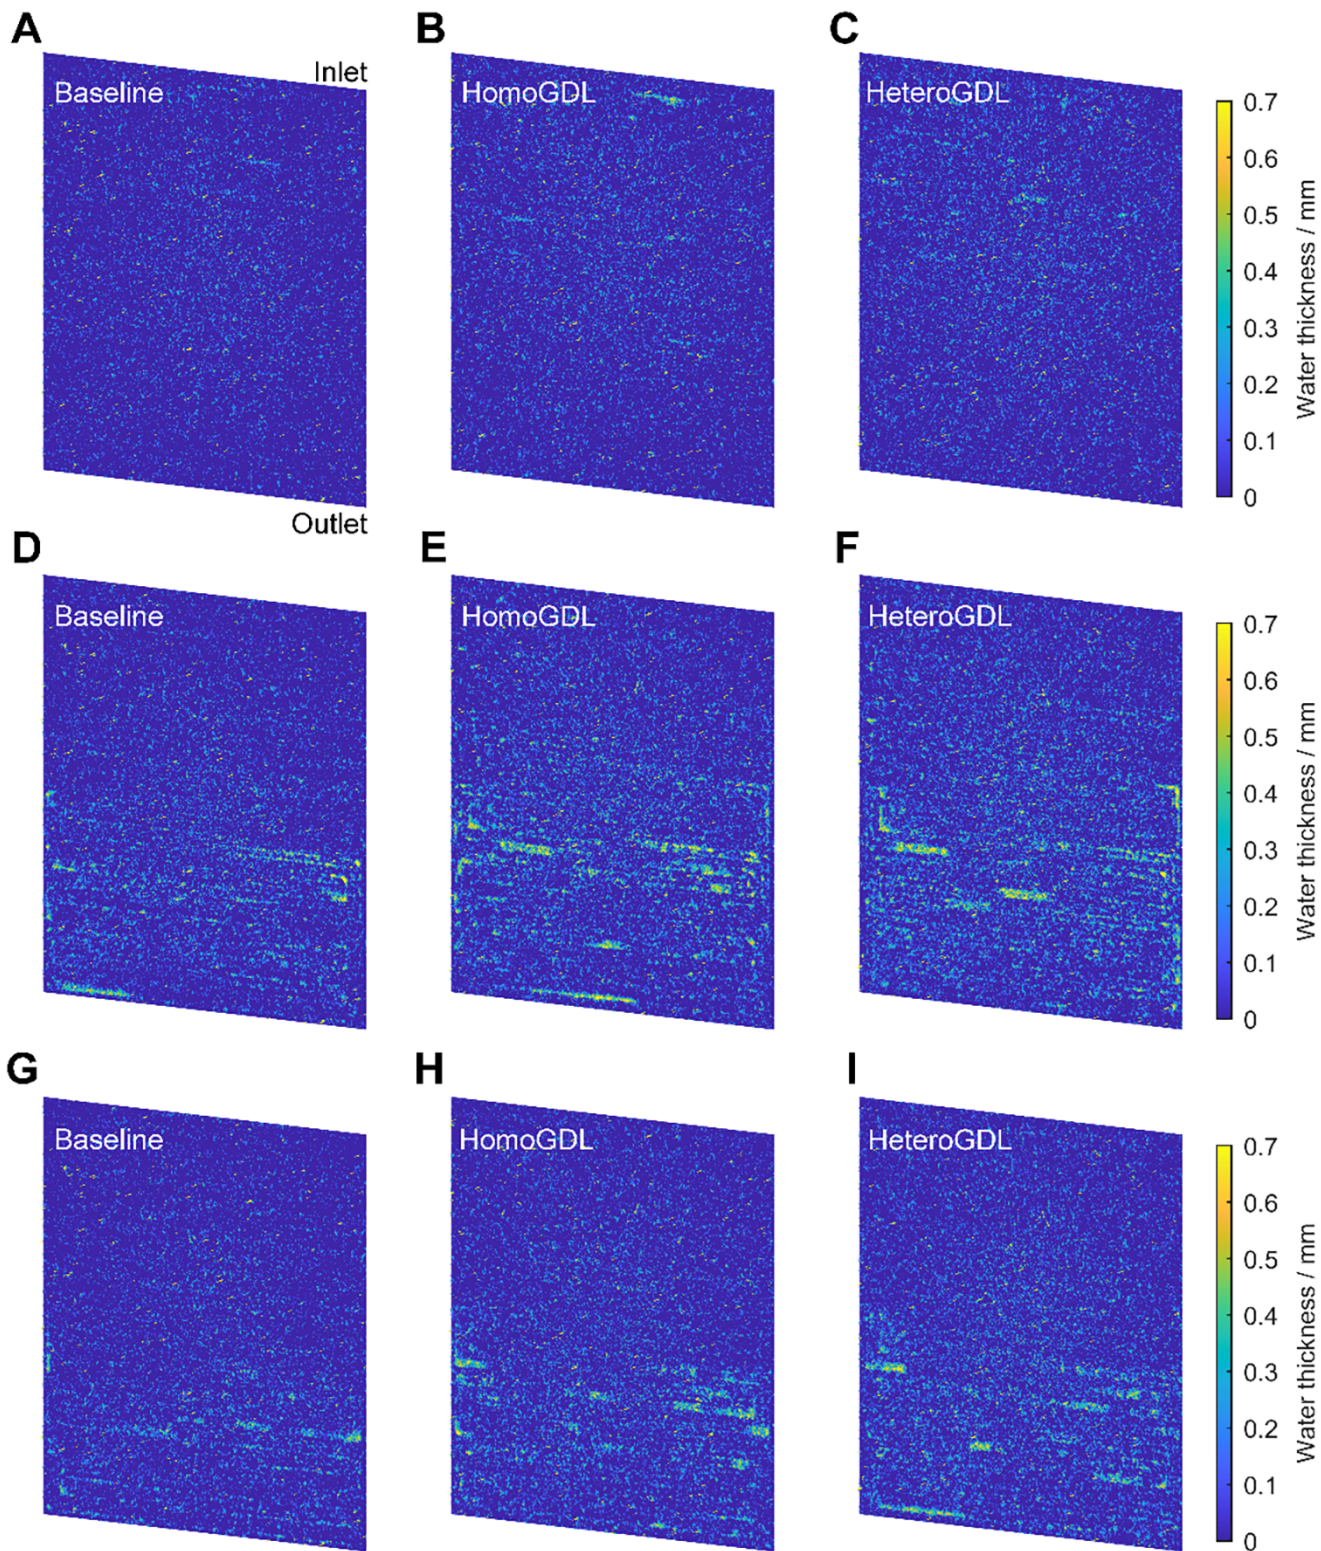 A
B
C
Inlet
Baseline
HomoGDL
HeteroGDL
0.7
0.6
0.5
0.4
0.3
0.2
0.1
0
Water thickness / mm
Outlet
D
E
F
Baseline
HomoGDL
HeteroGDL
0.7
0.6
0.5
0.4
0.3
0.2
0.1
0
Water thickness / mm
G
H
I
Baseline
HomoGDL
HeteroGDL
0.7
0.6
0.5
0.4
0.3
0.2
0.1
0
Water thickness / mm